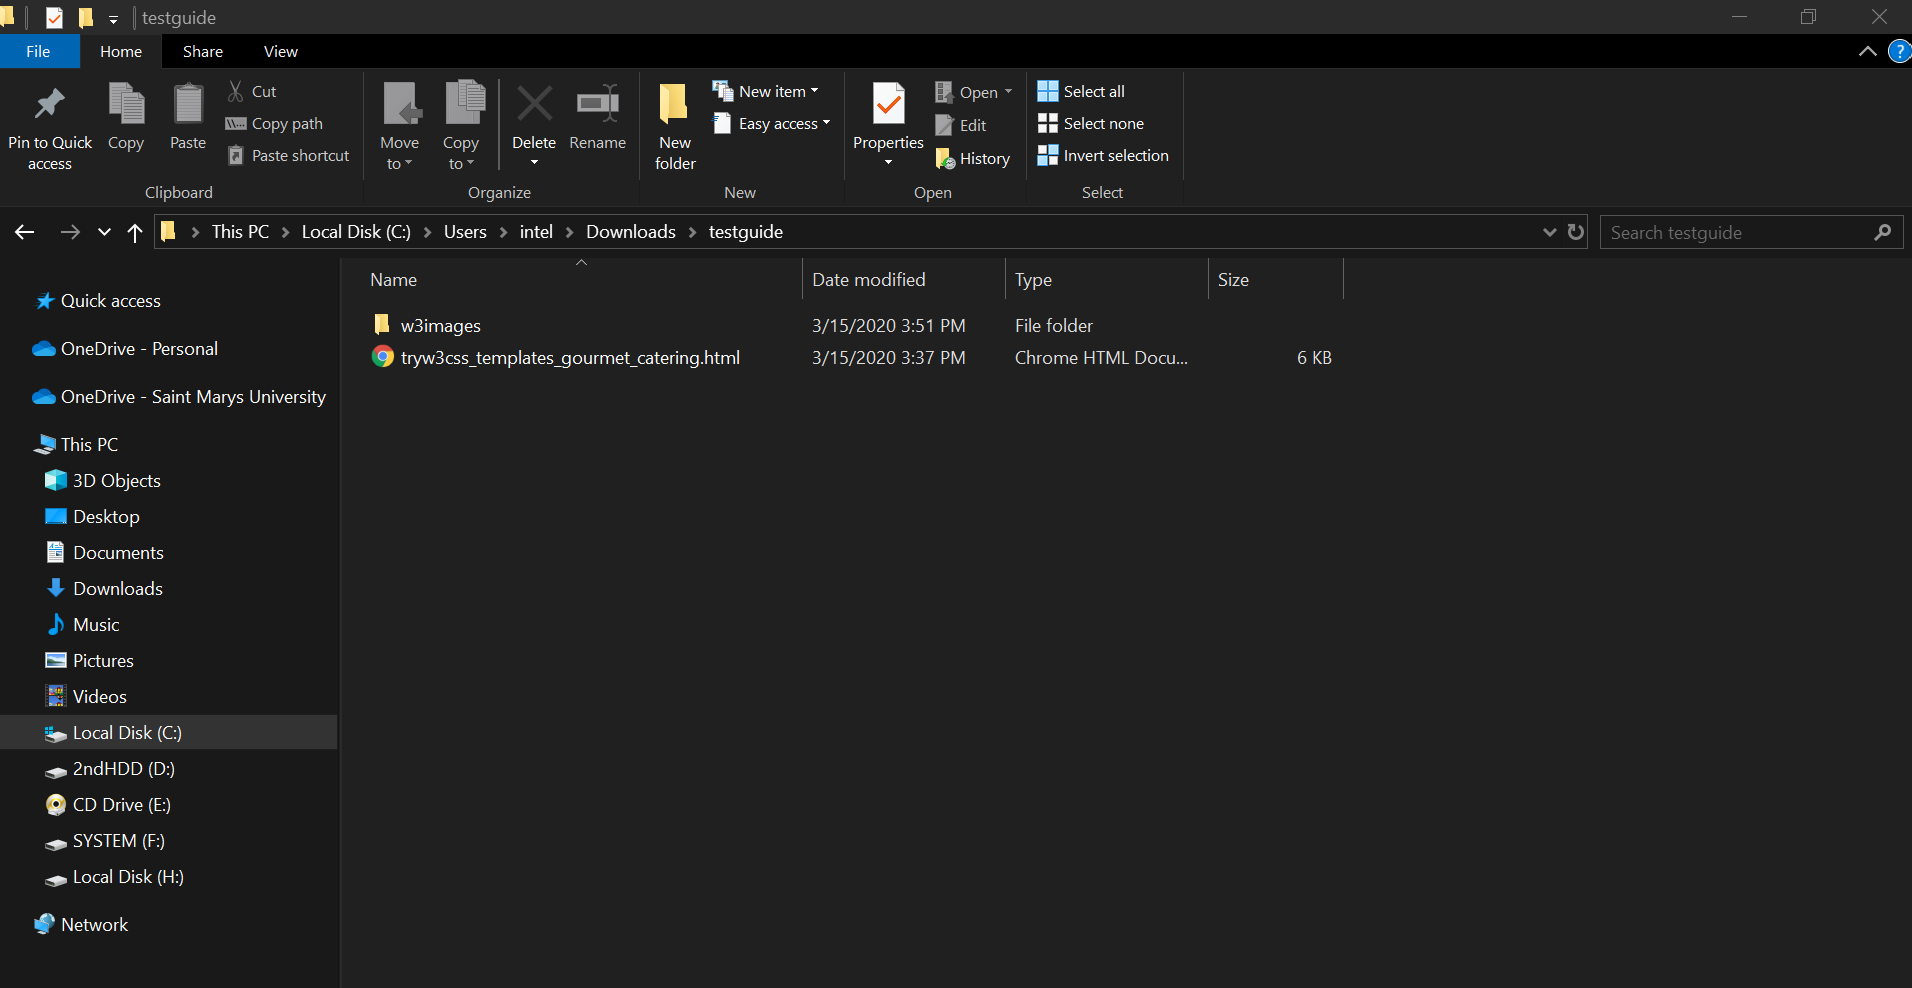 testguide
File Home Share View
Pin to Quick access
Copy
Paste
Cut
Copy path
Paste shortcut
Clipboard
Move to
Copy to
Delete
Rename
Organize
New folder
New item
Easy access
New
Properties
Open
Edit
History
Open
Select all
Select none
Invert selection
Select
This PC > Local Disk (C:) > Users > intel > Downloads > testguide
Search testguide
Name Date modified Type Size
w3images 3/15/2020 3:51 PM File folder
tryw3css_templates_gourmet_catering.html 3/15/2020 3:37 PM Chrome HTML Docu... 6 KB
Quick access
OneDrive - Personal
OneDrive - Saint Marys University
This PC
3D Objects
Desktop
Documents
Downloads
Music
Pictures
Videos
Local Disk (C:)
2ndHDD (D:)
CD Drive (E:)
SYSTEM (F:)
Local Disk (H:)
Network